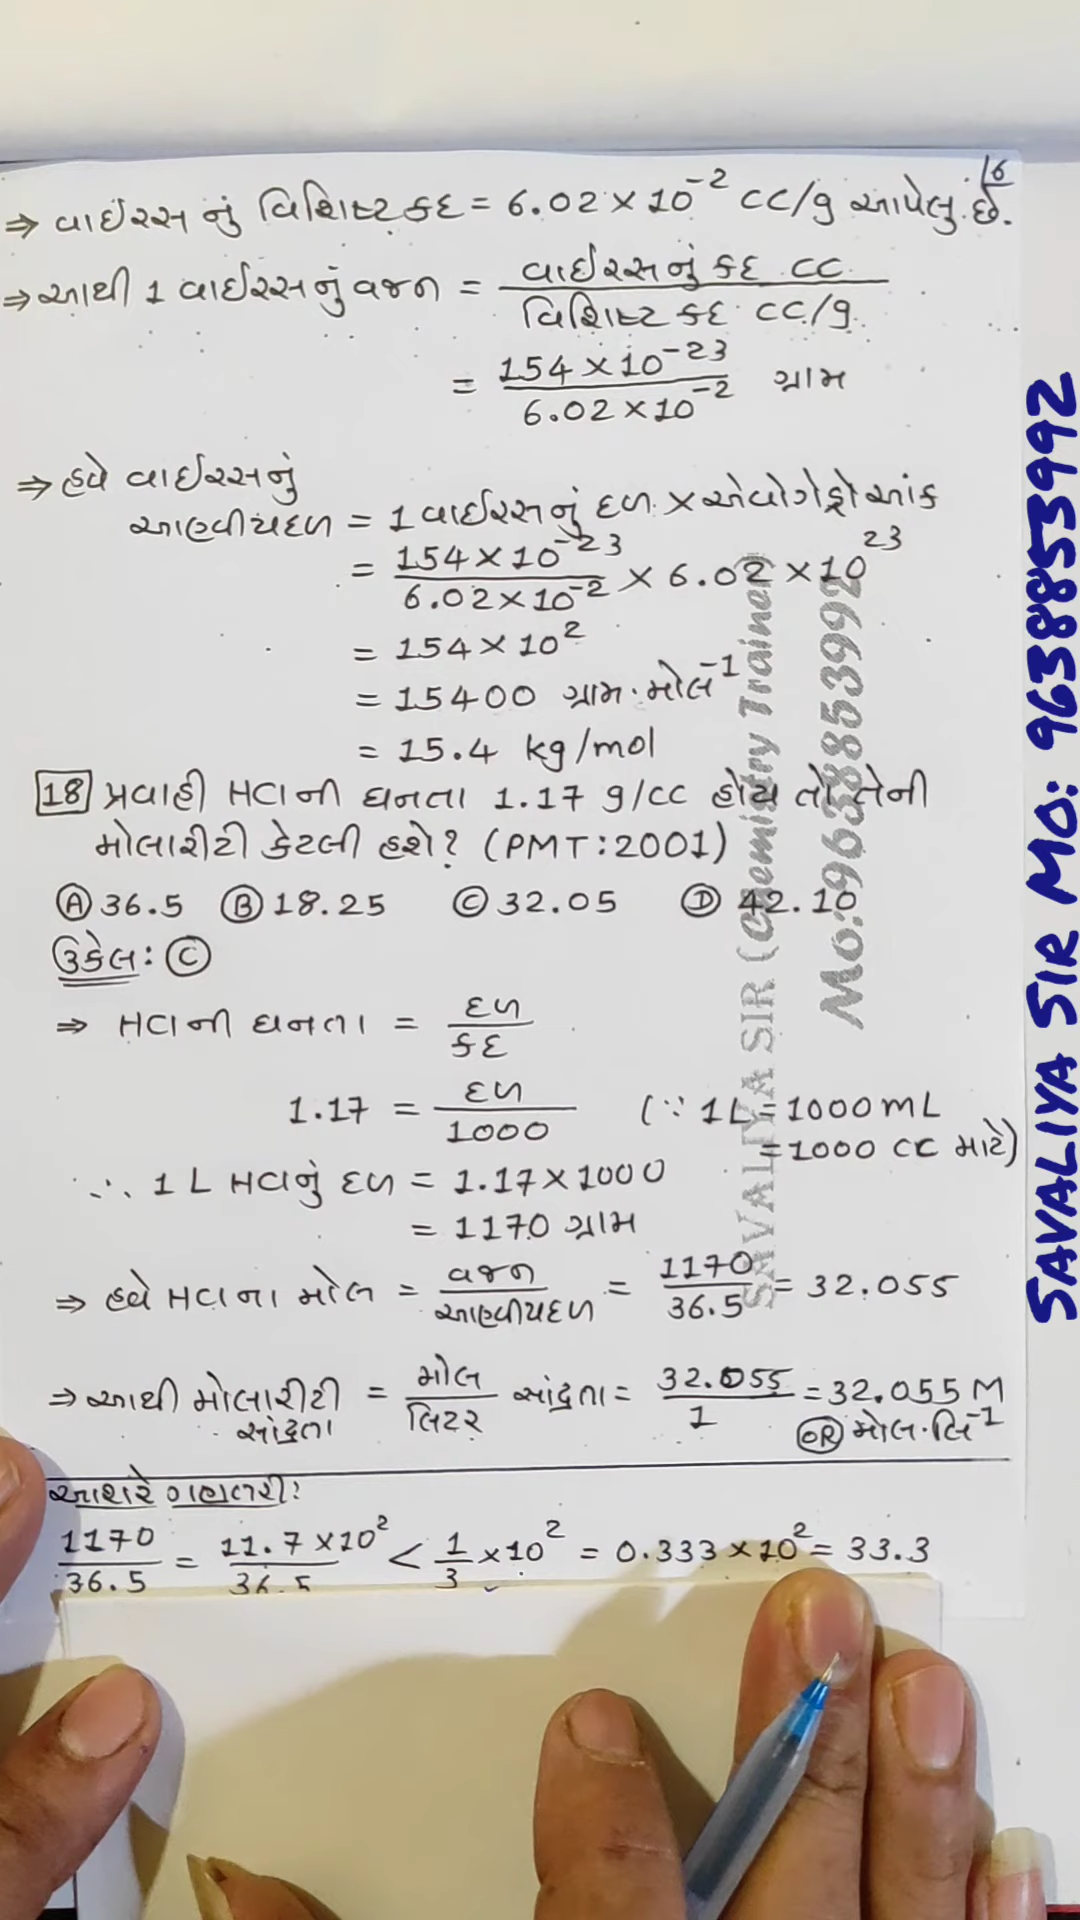 16
⇒ વાઈરસ નું વિશિષ્ટ કદ = 6.02 × 10⁻² CC/g આપેલું છે.
⇒ આથી 1 વાઈરસનું વજન = વાઈરસનું કદ CC / વિશિષ્ટ કદ CC/g
= 154 × 10⁻²³ / 6.02 × 10⁻² ગ્રામ
⇒ હવે વાઈરસનું
આણ્વીયદળ = 1 વાઈરસનું દળ × એવોગેડ્રોઆંક
= 154 × 10⁻²³ / 6.02 × 10⁻² × 6.02 × 10²³
= 154 × 10²
= 15400 ગ્રામ·મોલ⁻¹
= 15.4 kg/mol
18 પ્રવાહી HCl ની ઘનતા 1.17 g/cc હોય તો તેની
મોલારીટી કેટલી હશે? (PMT:2001)
Ⓐ 36.5 Ⓑ 18.25 Ⓒ 32.05 Ⓓ 42.10
ઉકેલ: Ⓒ
⇒ HCl ની ઘનતા = દળ / કદ
1.17 = દળ / 1000 (∵ 1 L = 1000 mL
= 1000 CC માટે)
∴ 1 L HCl નું દળ = 1.17 × 1000
= 1170 ગ્રામ
⇒ હવે HCl ના મોલ = વજન / આણ્વીયદળ = 1170 / 36.5 = 32.055
⇒ આથી મોલારીટી સાંદ્રતા = મોલ / લિટર સાંદ્રતા = 32.055 / 1 = 32.055 M
OR મોલ·લિ⁻¹
આશરે ગણતરી:
1170 / 36.5 = 11.7 × 10² / 36.5 < 1/3 × 10² = 0.333 × 10² = 33.3
SAVALIYA SIR (Chemistry Trainer)
Mo:9638853992
SAVALIYA SIR MO: 9638853992